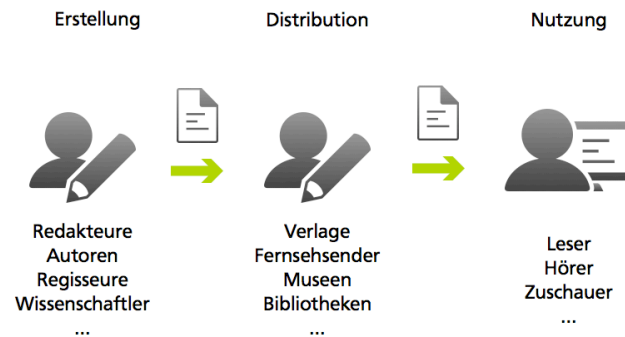 Erstellung
Distribution
Nutzung
Redakteure
Autoren
Regisseure
Wissenschaftler
...
Verlage
Fernsehsender
Museen
Bibliotheken
...
Leser
Hörer
Zuschauer
...